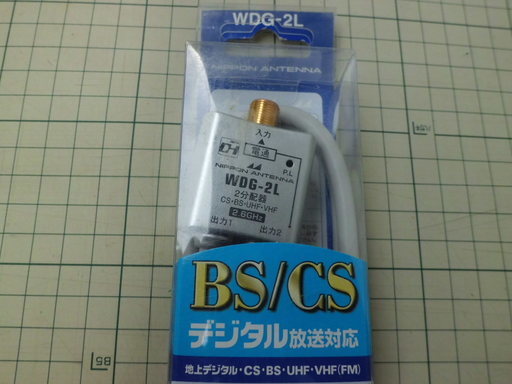 WDG-2L
NIPPON ANTENNA
入力
DH
電通
P.L
NIPPON ANTENNA
WDG-2L
2分配器
CS・BS・UHF・VHF
2.6GHz
出力1
出力2
BS/CS
デジタル放送対応
地上デジタル・CS・BS・UHF・VHF(FM)
B5